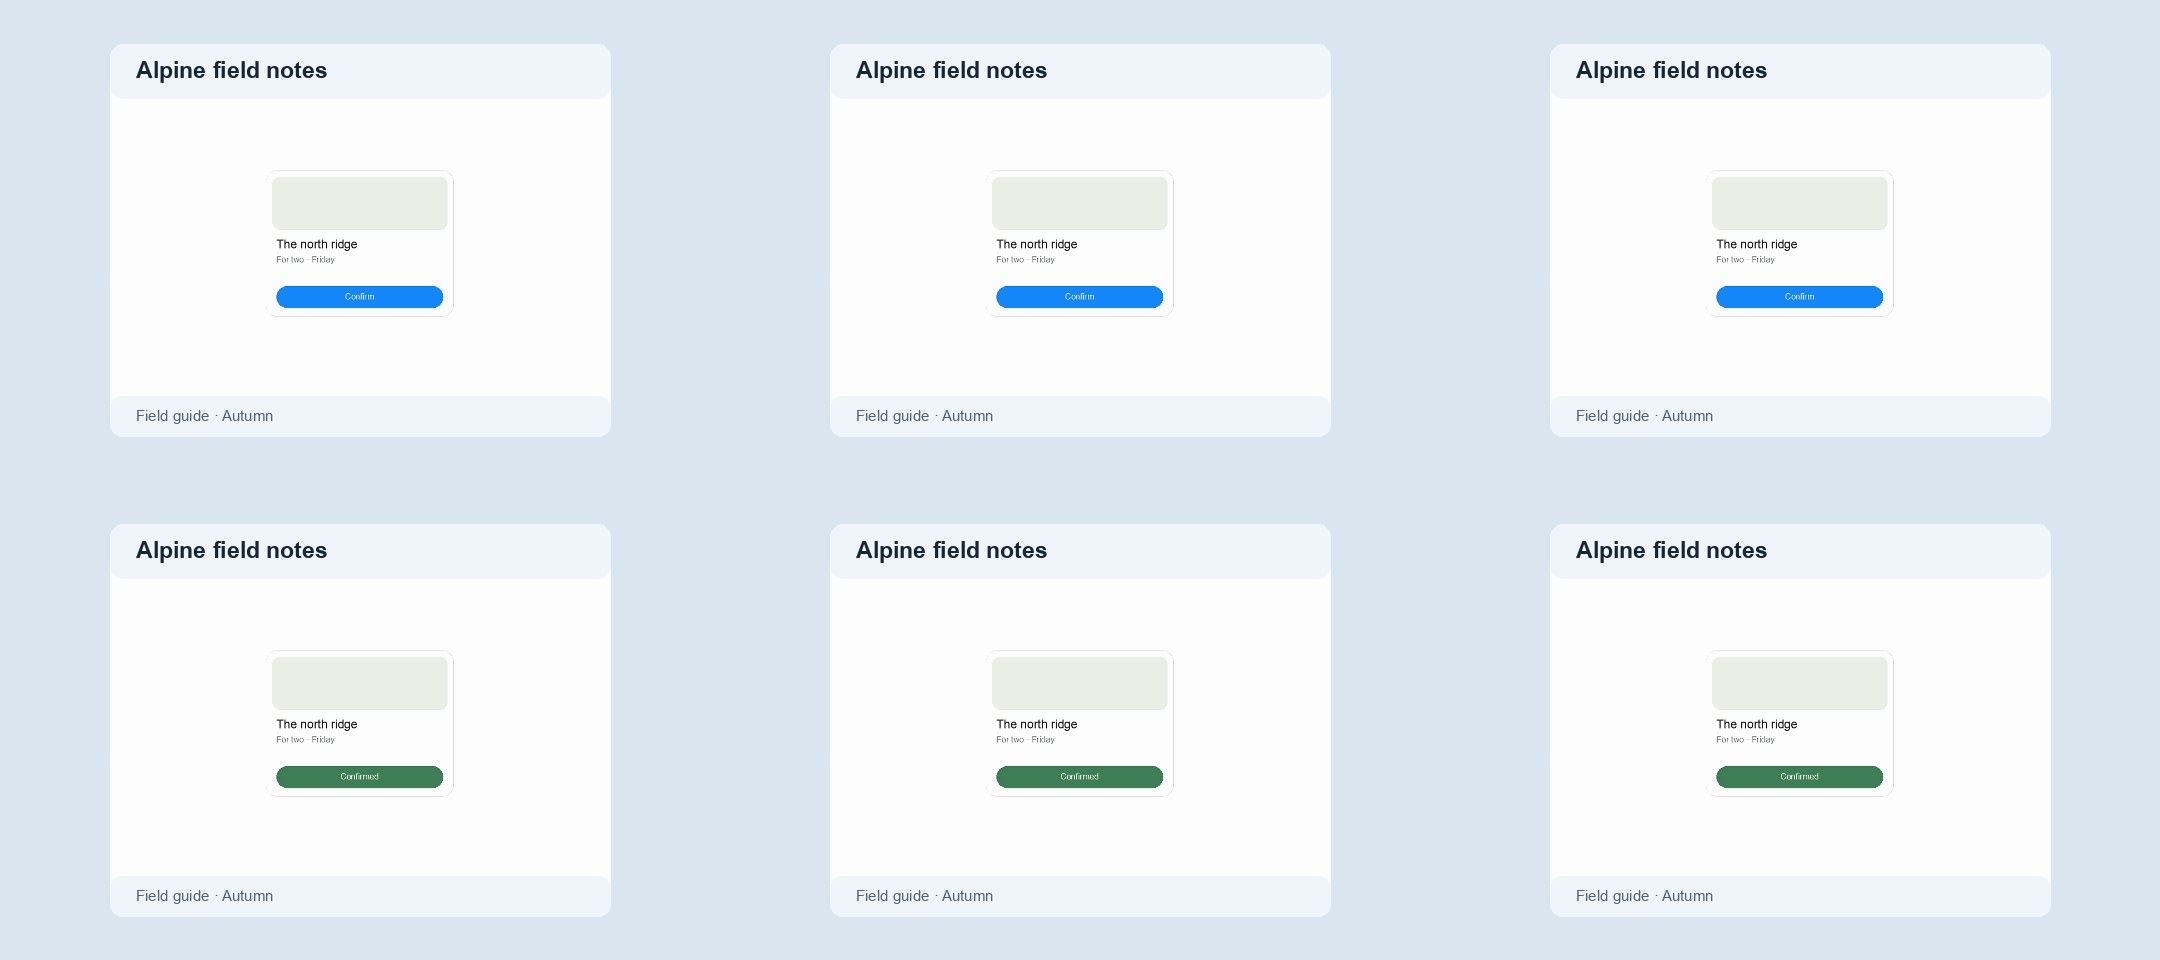 Alpine field notes
The north ridge
For two · Friday
Confirm
Field guide · Autumn
Alpine field notes
The north ridge
For two · Friday
Confirm
Field guide · Autumn
Alpine field notes
The north ridge
For two · Friday
Confirm
Field guide · Autumn
Alpine field notes
The north ridge
For two · Friday
Confirmed
Field guide · Autumn
Alpine field notes
The north ridge
For two · Friday
Confirmed
Field guide · Autumn
Alpine field notes
The north ridge
For two · Friday
Confirmed
Field guide · Autumn